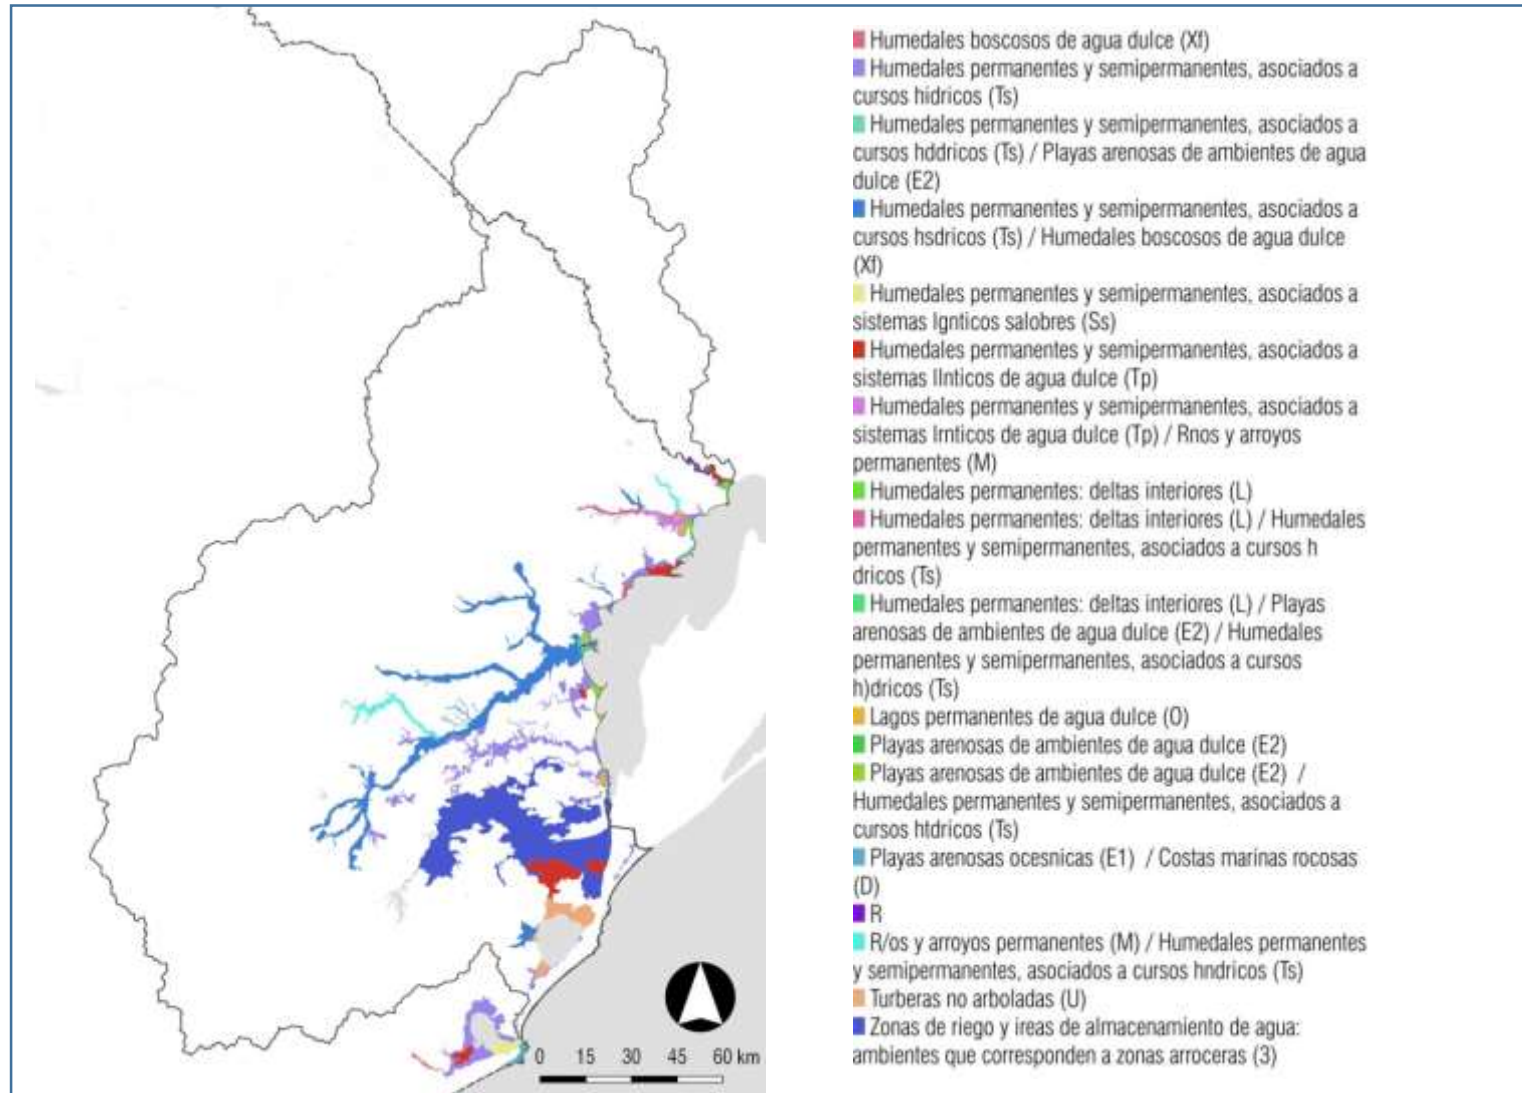 Humedales boscosos de agua dulce (Xf)
Humedales permanentes y semipermanentes, asociados a
cursos hídricos (Ts)
Humedales permanentes y semipermanentes, asociados a
cursos hddricos (Ts) / Playas arenosas de ambientes de agua
dulce (E2)
Humedales permanentes y semipermanentes, asociados a
cursos hsdricos (Ts) / Humedales boscosos de agua dulce
(Xf)
Humedales permanentes y semipermanentes, asociados a
sistemas lgnticos salobres (Ss)
Humedales permanentes y semipermanentes, asociados a
sistemas llnticos de agua dulce (Tp)
Humedales permanentes y semipermanentes, asociados a
sistemas lrnticos de agua dulce (Tp) / Rnos y arroyos
permanentes (M)
Humedales permanentes: deltas interiores (L)
Humedales permanentes: deltas interiores (L) / Humedales
permanentes y semipermanentes, asociados a cursos h
dricos (Ts)
Humedales permanentes: deltas interiores (L) / Playas
arenosas de ambientes de agua dulce (E2) / Humedales
permanentes y semipermanentes, asociados a cursos
h)dricos (Ts)
Lagos permanentes de agua dulce (O)
Playas arenosas de ambientes de agua dulce (E2)
Playas arenosas de ambientes de agua dulce (E2) /
Humedales permanentes y semipermanentes, asociados a
cursos htdricos (Ts)
Playas arenosas ocesnicas (E1) / Costas marinas rocosas
(D)
R
R/os y arroyos permanentes (M) / Humedales permanentes
y semipermanentes, asociados a cursos hndricos (Ts)
Turberas no arboladas (U)
Zonas de riego y ireas de almacenamiento de agua:
ambientes que corresponden a zonas arroceras (3)
0 15 30 45 60 km